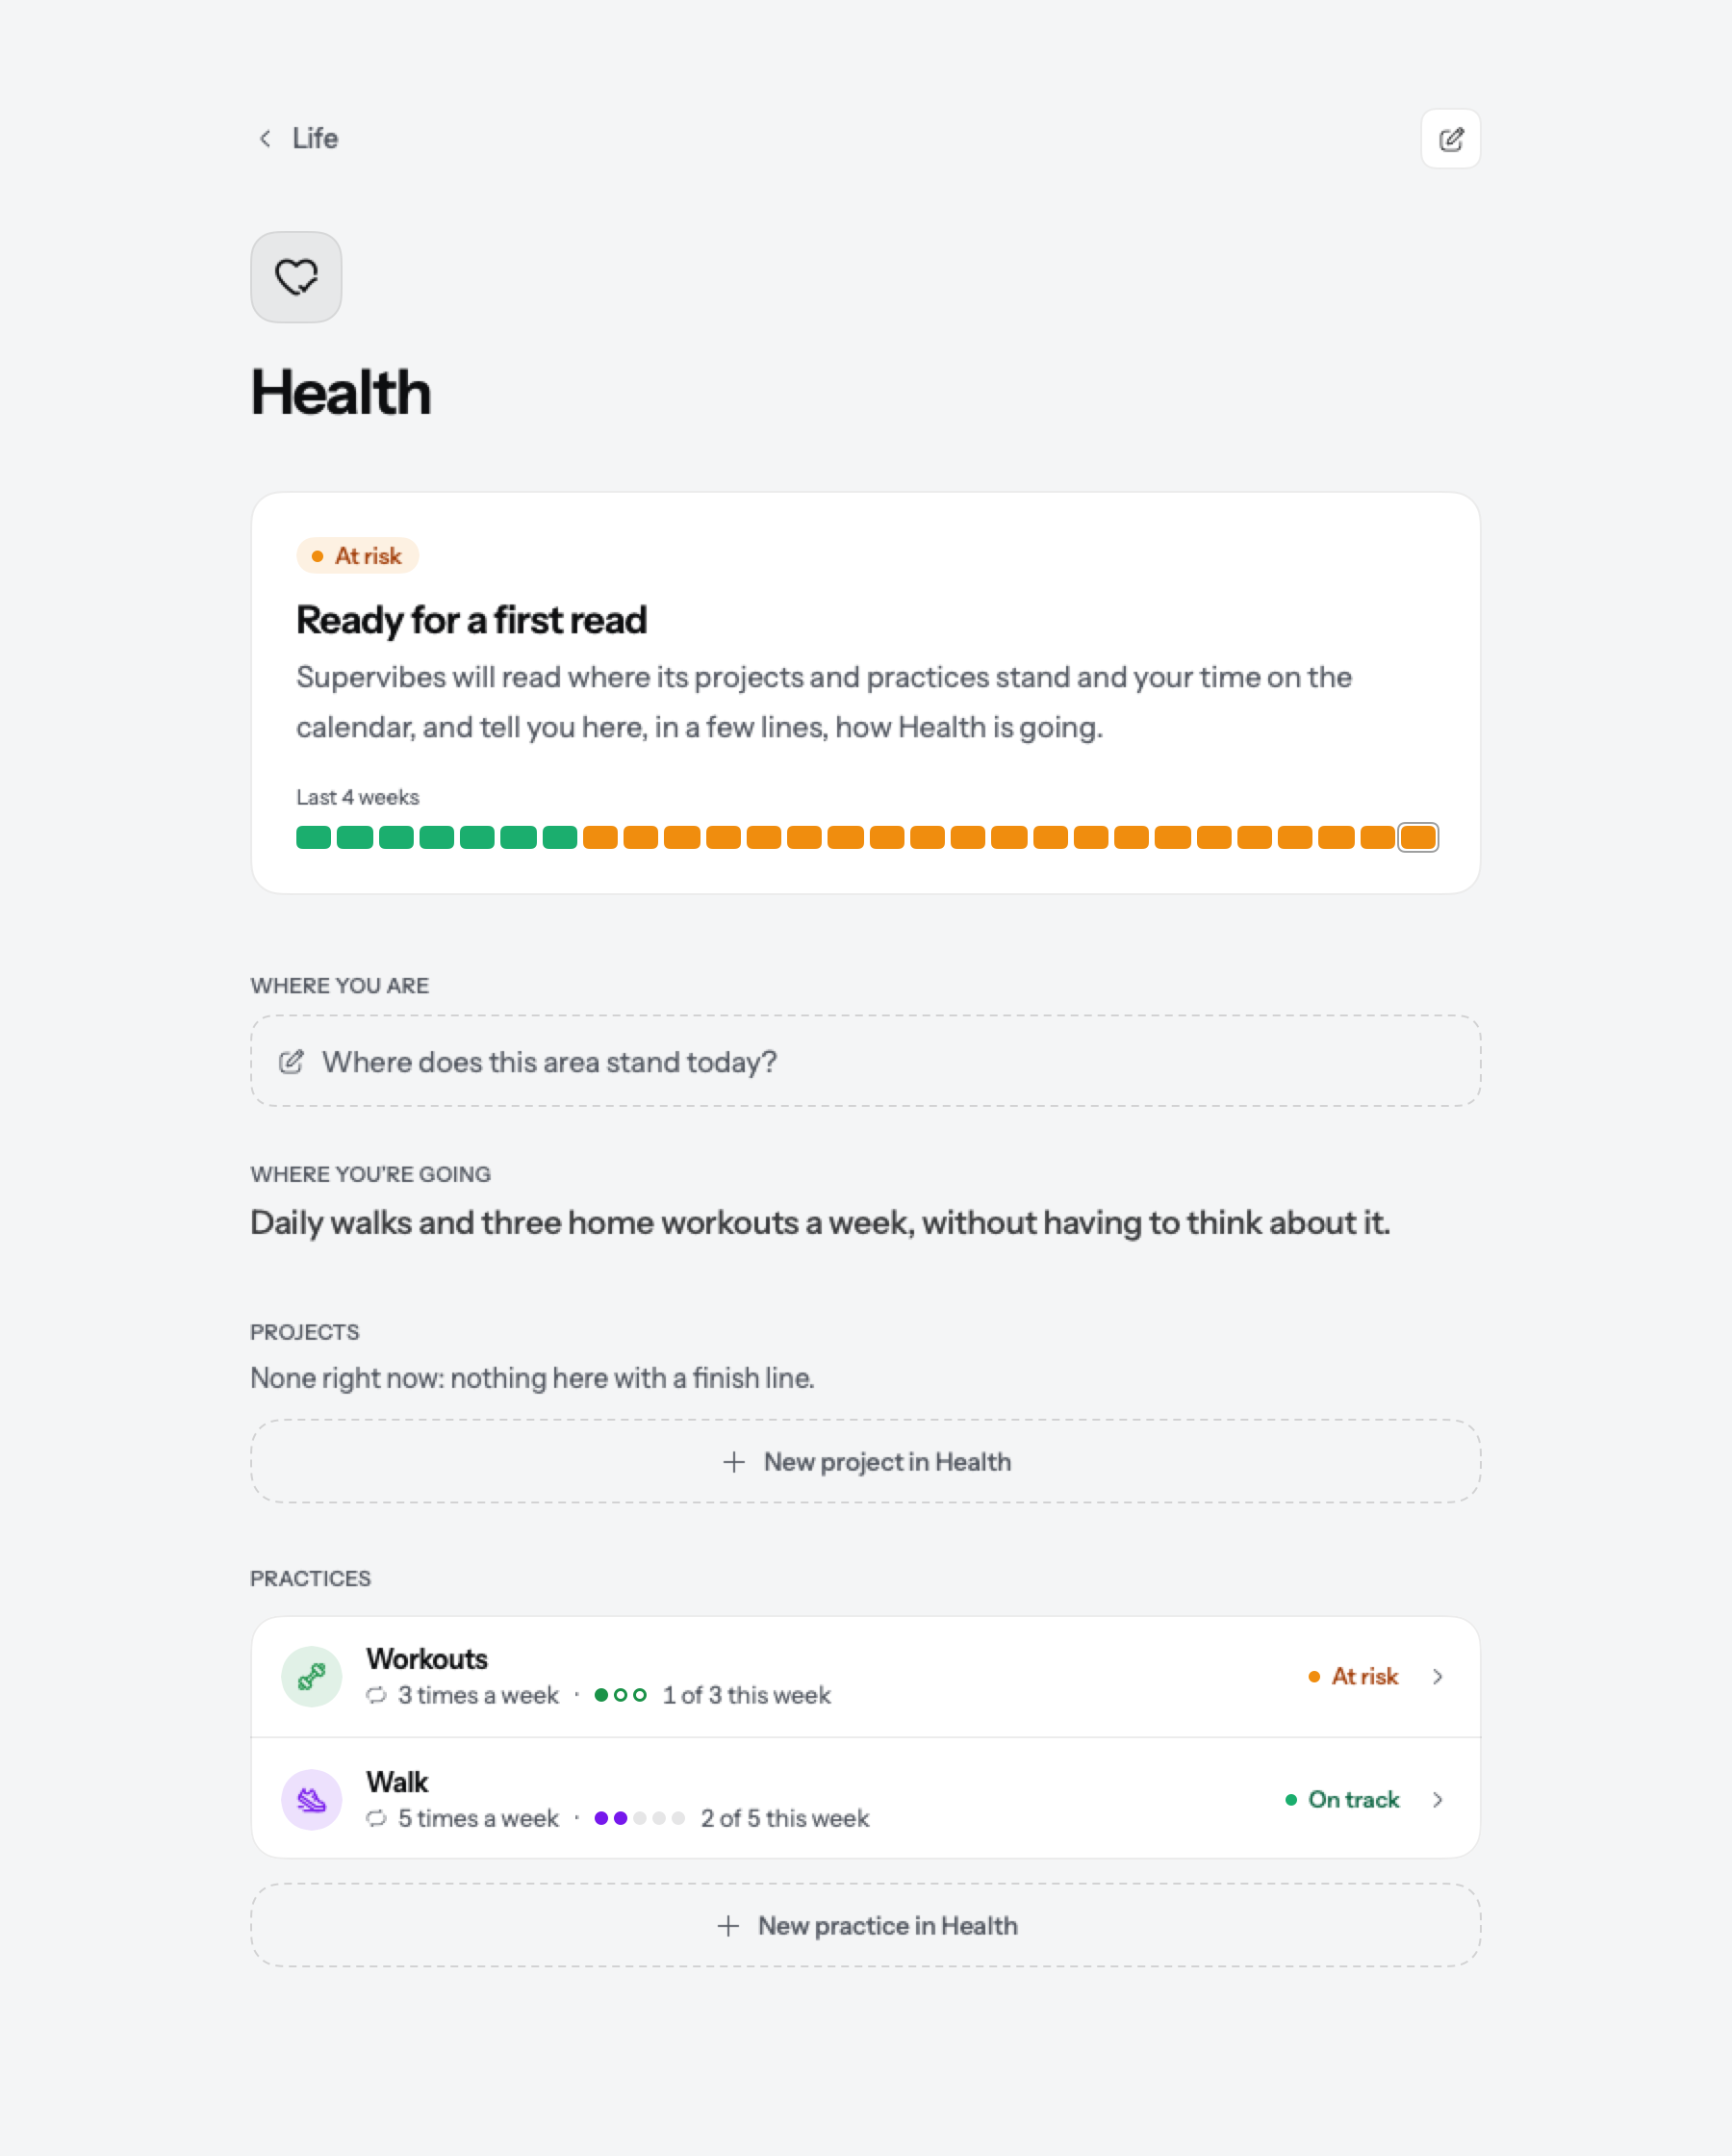 Life
Health
At risk
Ready for a first read
Supervibes will read where its projects and practices stand and your time on the
calendar, and tell you here, in a few lines, how Health is going.
Last 4 weeks
WHERE YOU ARE
Where does this area stand today?
WHERE YOU'RE GOING
Daily walks and three home workouts a week, without having to think about it.
PROJECTS
None right now: nothing here with a finish line.
New project in Health
PRACTICES
Workouts
3 times a week · 1 of 3 this week
At risk
Walk
5 times a week · 2 of 5 this week
On track
New practice in Health